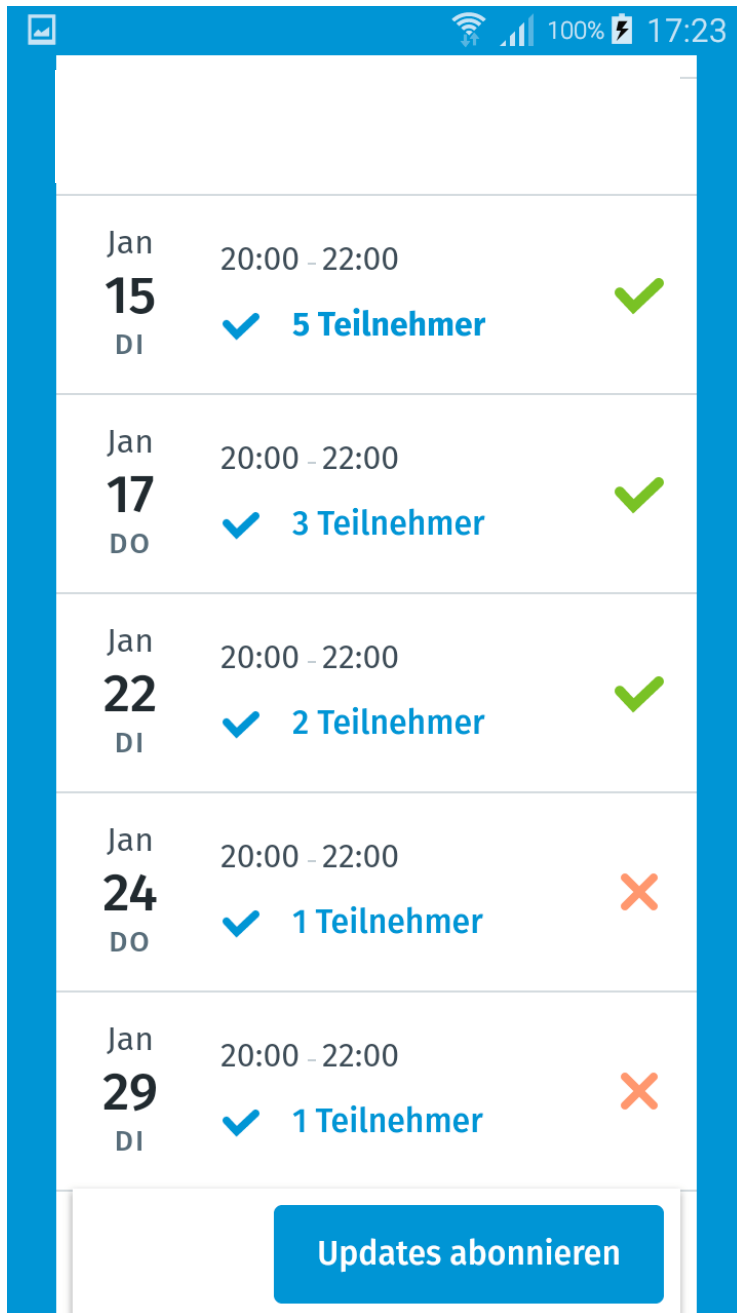 100% 17:23
Jan
15
DI
20:00 - 22:00
5 Teilnehmer
Jan
17
DO
20:00 - 22:00
3 Teilnehmer
Jan
22
DI
20:00 - 22:00
2 Teilnehmer
Jan
24
DO
20:00 - 22:00
1 Teilnehmer
Jan
29
DI
20:00 - 22:00
1 Teilnehmer
Updates abonnieren